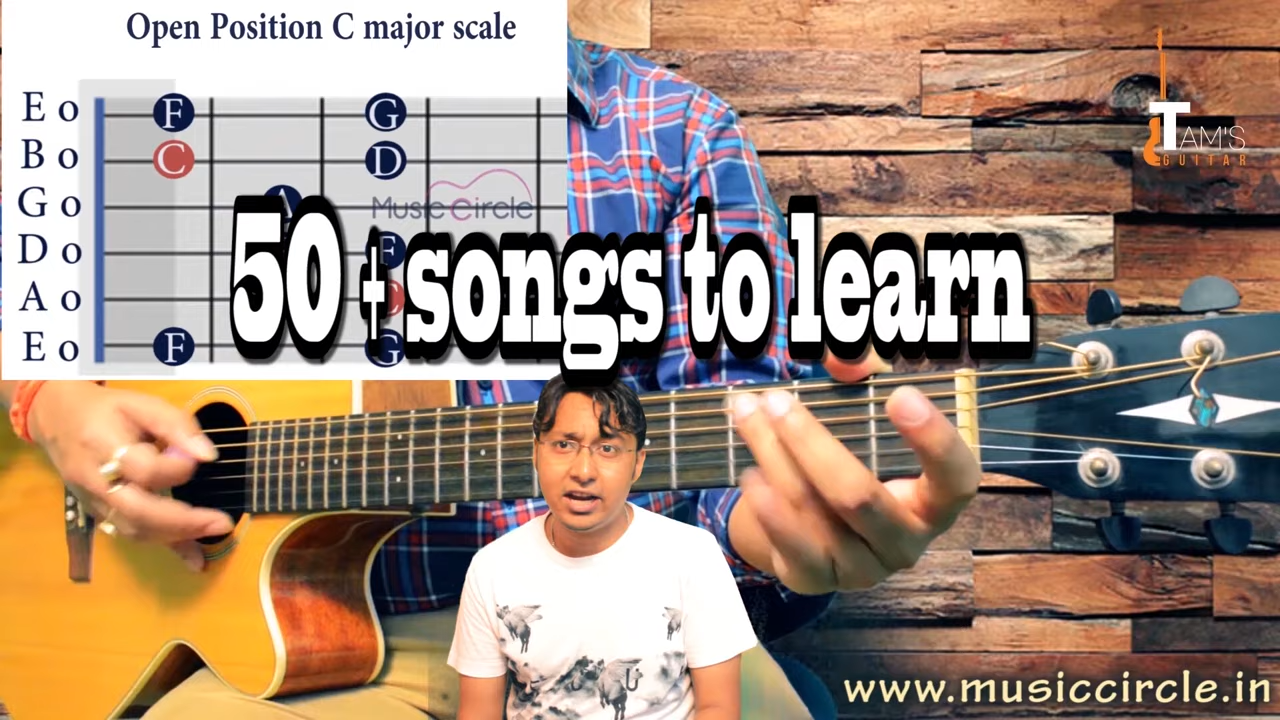 Open Position C major scale
E o F G
B o C D
G o A
Music Circle
D o F
A o C
E o F G
50 + songs to learn
TAM'S
GUITAR
www.musiccircle.in